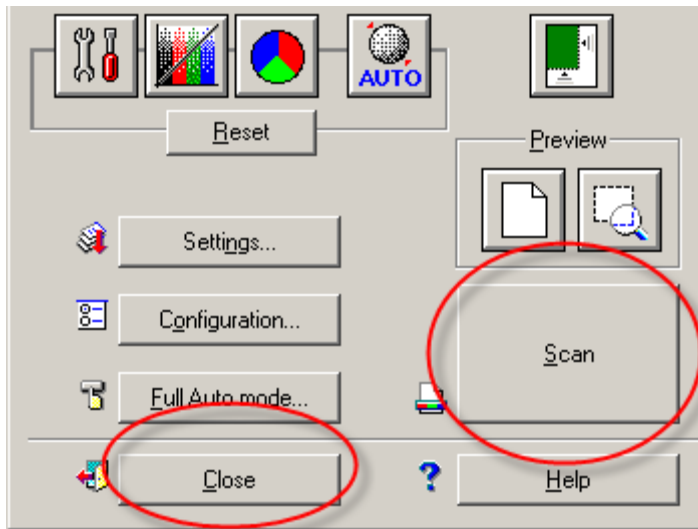 AUTO
Reset
Preview
Settings...
Configuration...
Full Auto mode...
Scan
Close
Help